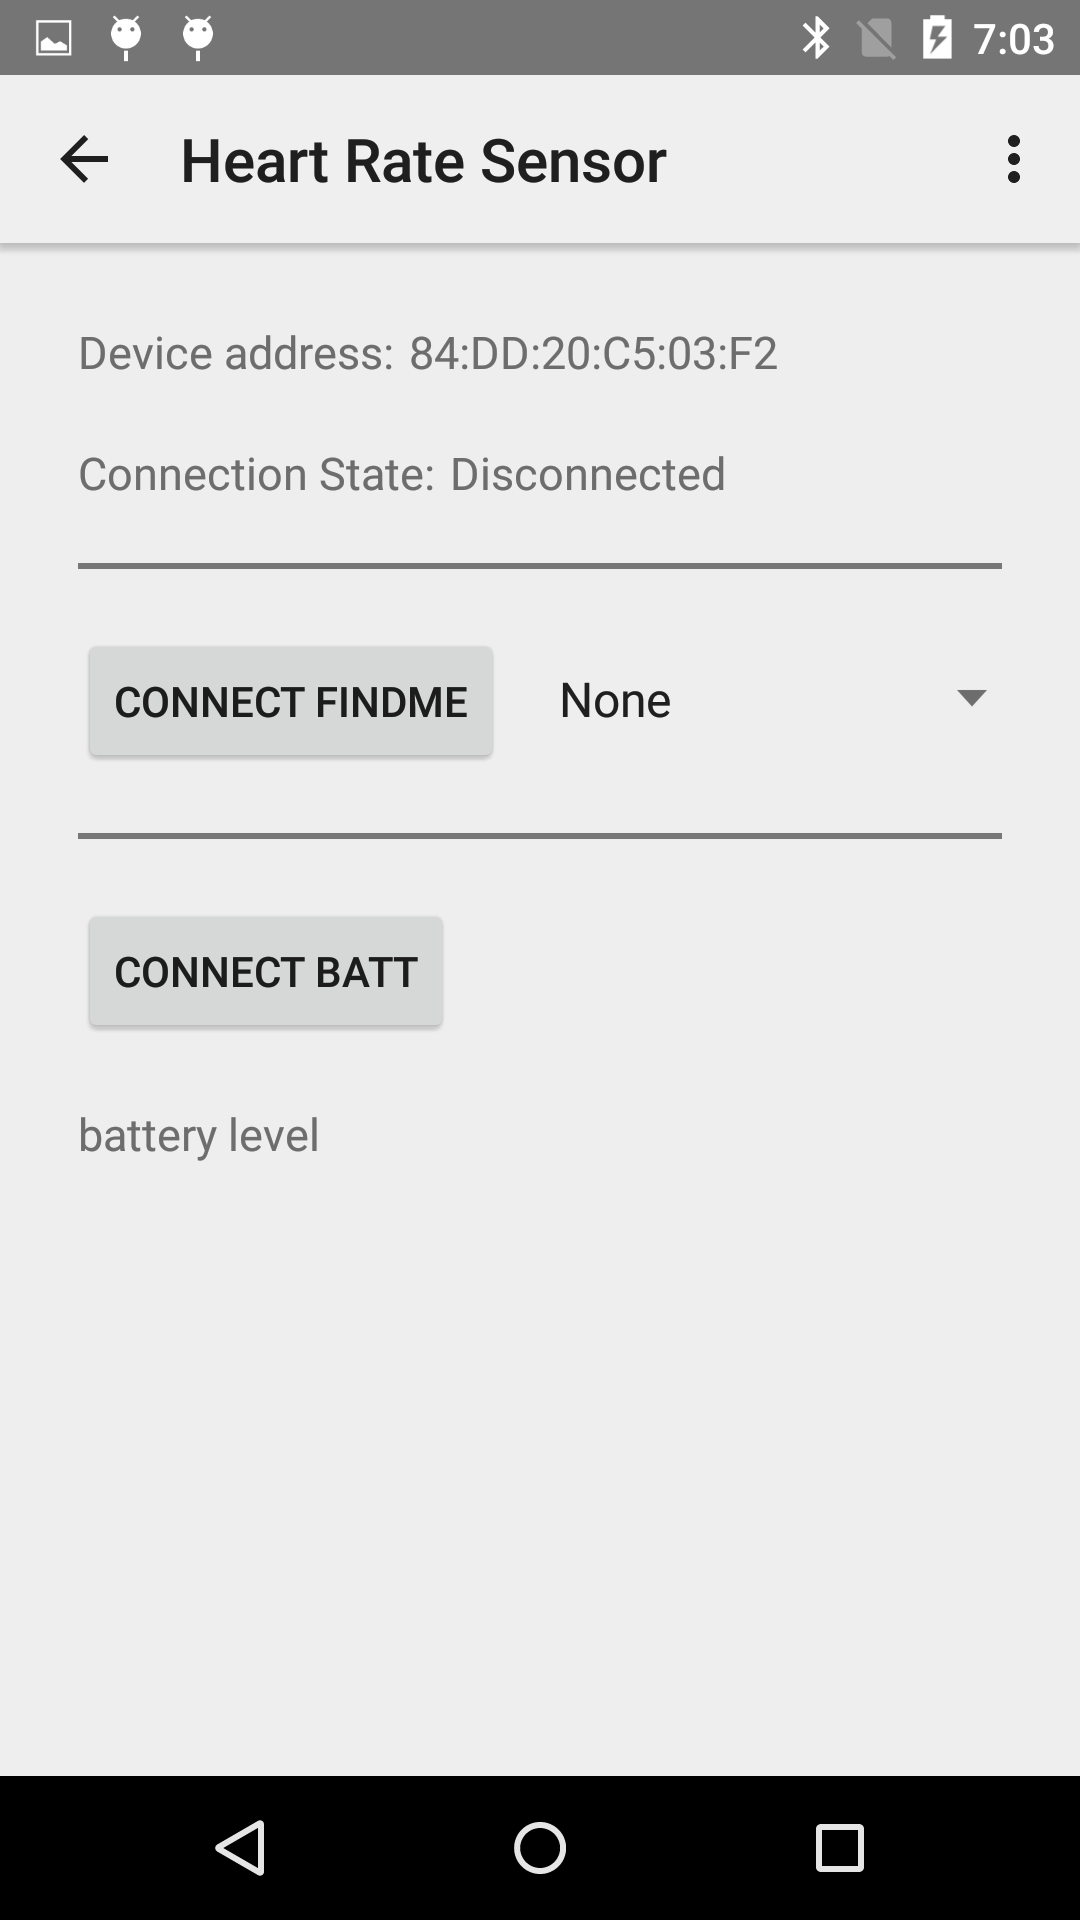 7:03
Heart Rate Sensor
Device address: 84:DD:20:C5:03:F2
Connection State: Disconnected
CONNECT FINDME None
CONNECT BATT
battery level